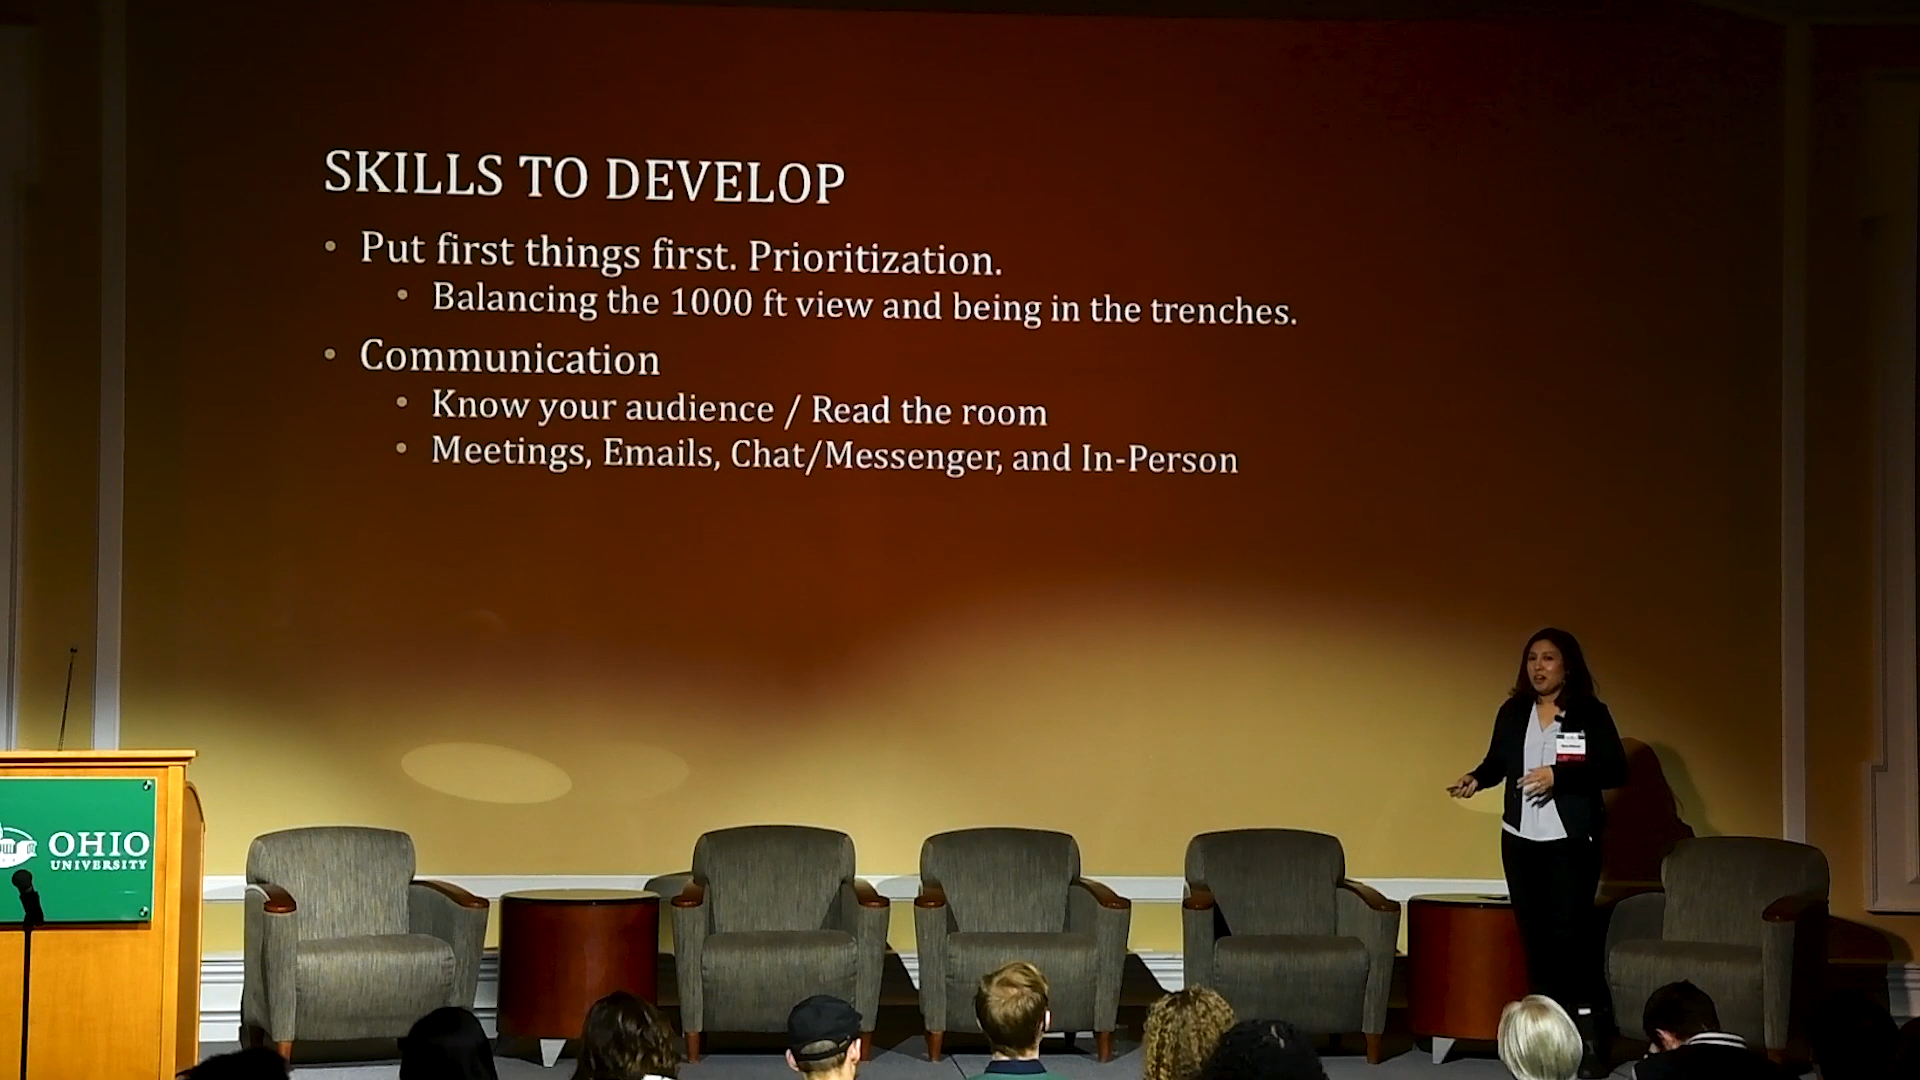 SKILLS TO DEVELOP
• Put first things first. Prioritization.
• Balancing the 1000 ft view and being in the trenches.
• Communication
• Know your audience / Read the room
• Meetings, Emails, Chat/Messenger, and In-Person
OHIO
UNIVERSITY